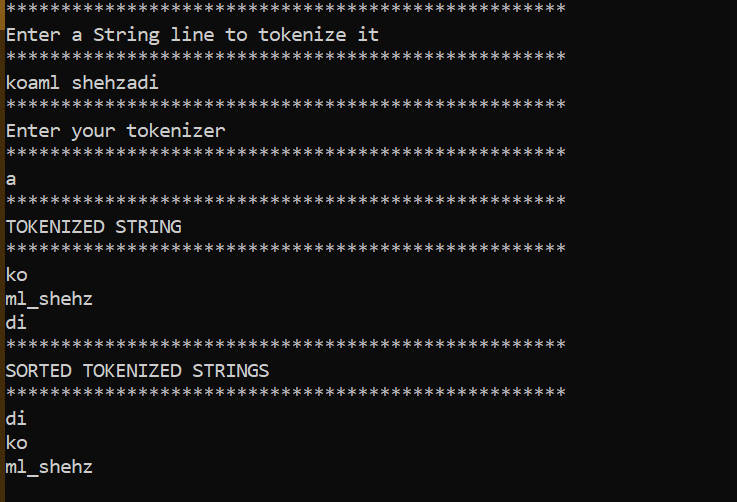 ***************************************************
Enter a String line to tokenize it
***************************************************
koaml shehzadi
***************************************************
Enter your tokenizer
***************************************************
a
***************************************************
TOKENIZED STRING
***************************************************
ko
ml_shehz
di
***************************************************
SORTED TOKENIZED STRINGS
***************************************************
di
ko
ml_shehz